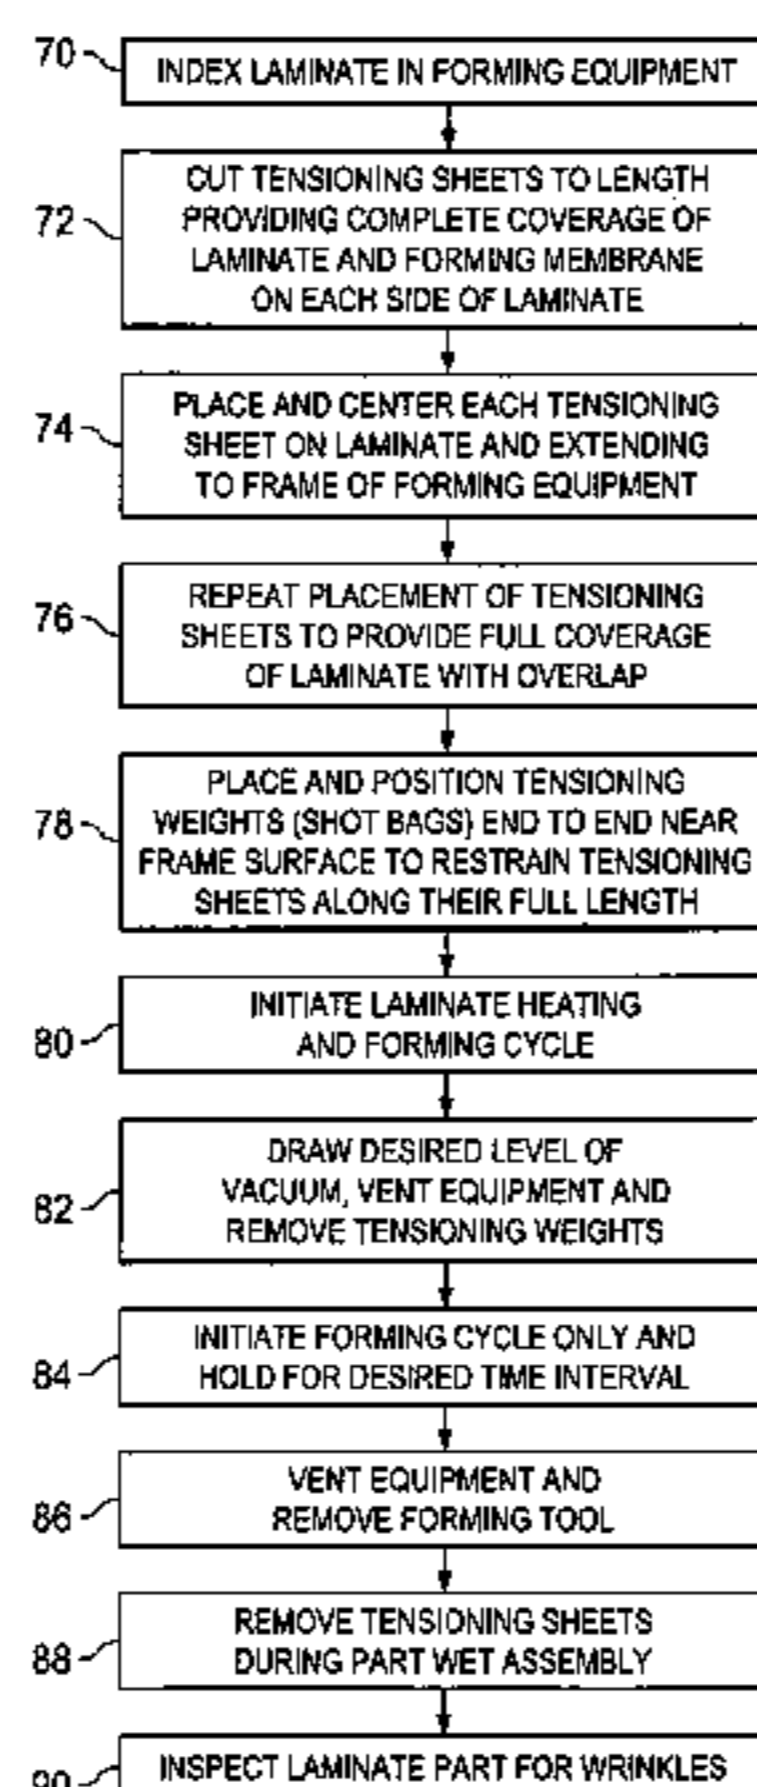 70
INDEX LAMINATE IN FORMING EQUIPMENT
72
CUT TENSIONING SHEETS TO LENGTH
PROVIDING COMPLETE COVERAGE OF
LAMINATE AND FORMING MEMBRANE
ON EACH SIDE OF LAMINATE
74
PLACE AND CENTER EACH TENSIONING
SHEET ON LAMINATE AND EXTENDING
TO FRAME OF FORMING EQUIPMENT
76
REPEAT PLACEMENT OF TENSIONING
SHEETS TO PROVIDE FULL COVERAGE
OF LAMINATE WITH OVERLAP
78
PLACE AND POSITION TENSIONING
WEIGHTS (SHOT BAGS) END TO END NEAR
FRAME SURFACE TO RESTRAIN TENSIONING
SHEETS ALONG THEIR FULL LENGTH
80
INITIATE LAMINATE HEATING
AND FORMING CYCLE
82
DRAW DESIRED LEVEL OF
VACUUM, VENT EQUIPMENT AND
REMOVE TENSIONING WEIGHTS
84
INITIATE FORMING CYCLE ONLY AND
HOLD FOR DESIRED TIME INTERVAL
86
VENT EQUIPMENT AND
REMOVE FORMING TOOL
88
REMOVE TENSIONING SHEETS
DURING PART WET ASSEMBLY
90
INSPECT LAMINATE PART FOR WRINKLES